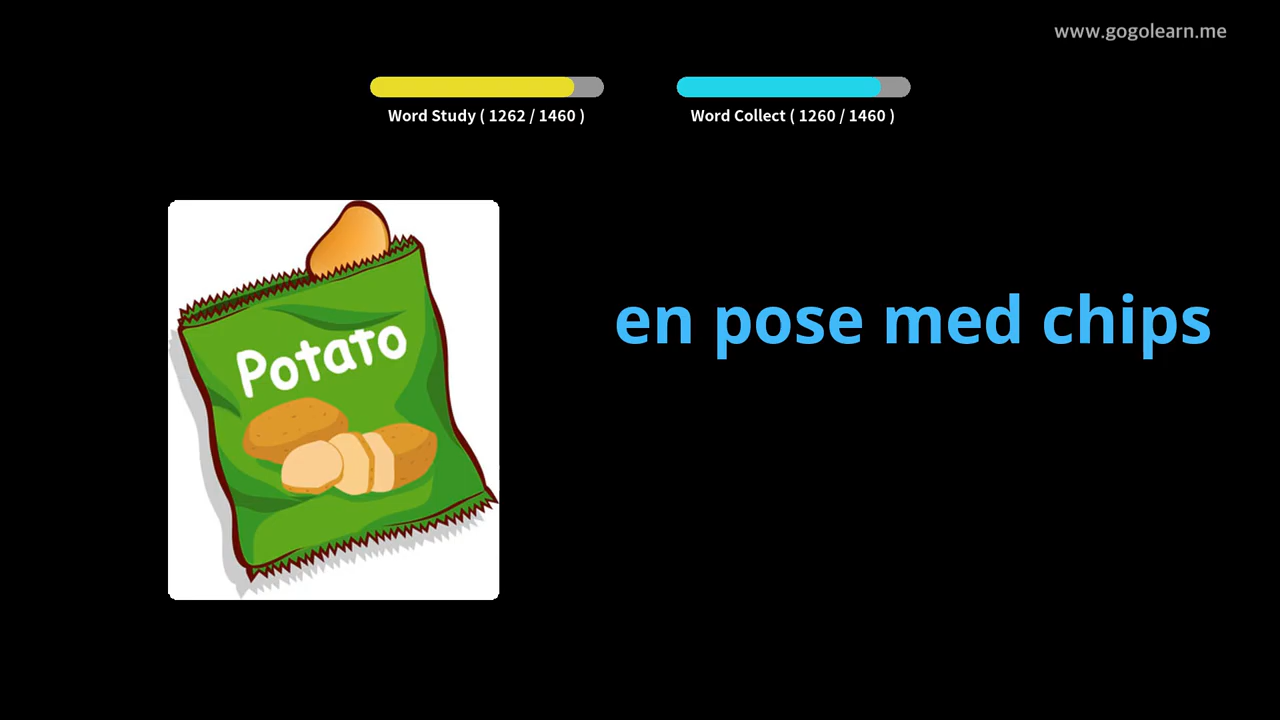 www.gogolearn.me
Word Study ( 1262 / 1460 )
Word Collect ( 1260 / 1460 )
Potato
en pose med chips